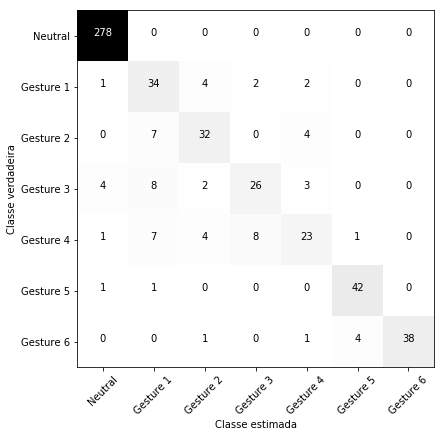 Classe verdadeira
Neutral 278 0 0 0 0 0 0
Gesture 1 1 34 4 2 2 0 0
Gesture 2 0 7 32 0 4 0 0
Gesture 3 4 8 2 26 3 0 0
Gesture 4 1 7 4 8 23 1 0
Gesture 5 1 1 0 0 0 42 0
Gesture 6 0 0 1 0 1 4 38
Neutral Gesture 1 Gesture 2 Gesture 3 Gesture 4 Gesture 5 Gesture 6
Classe estimada